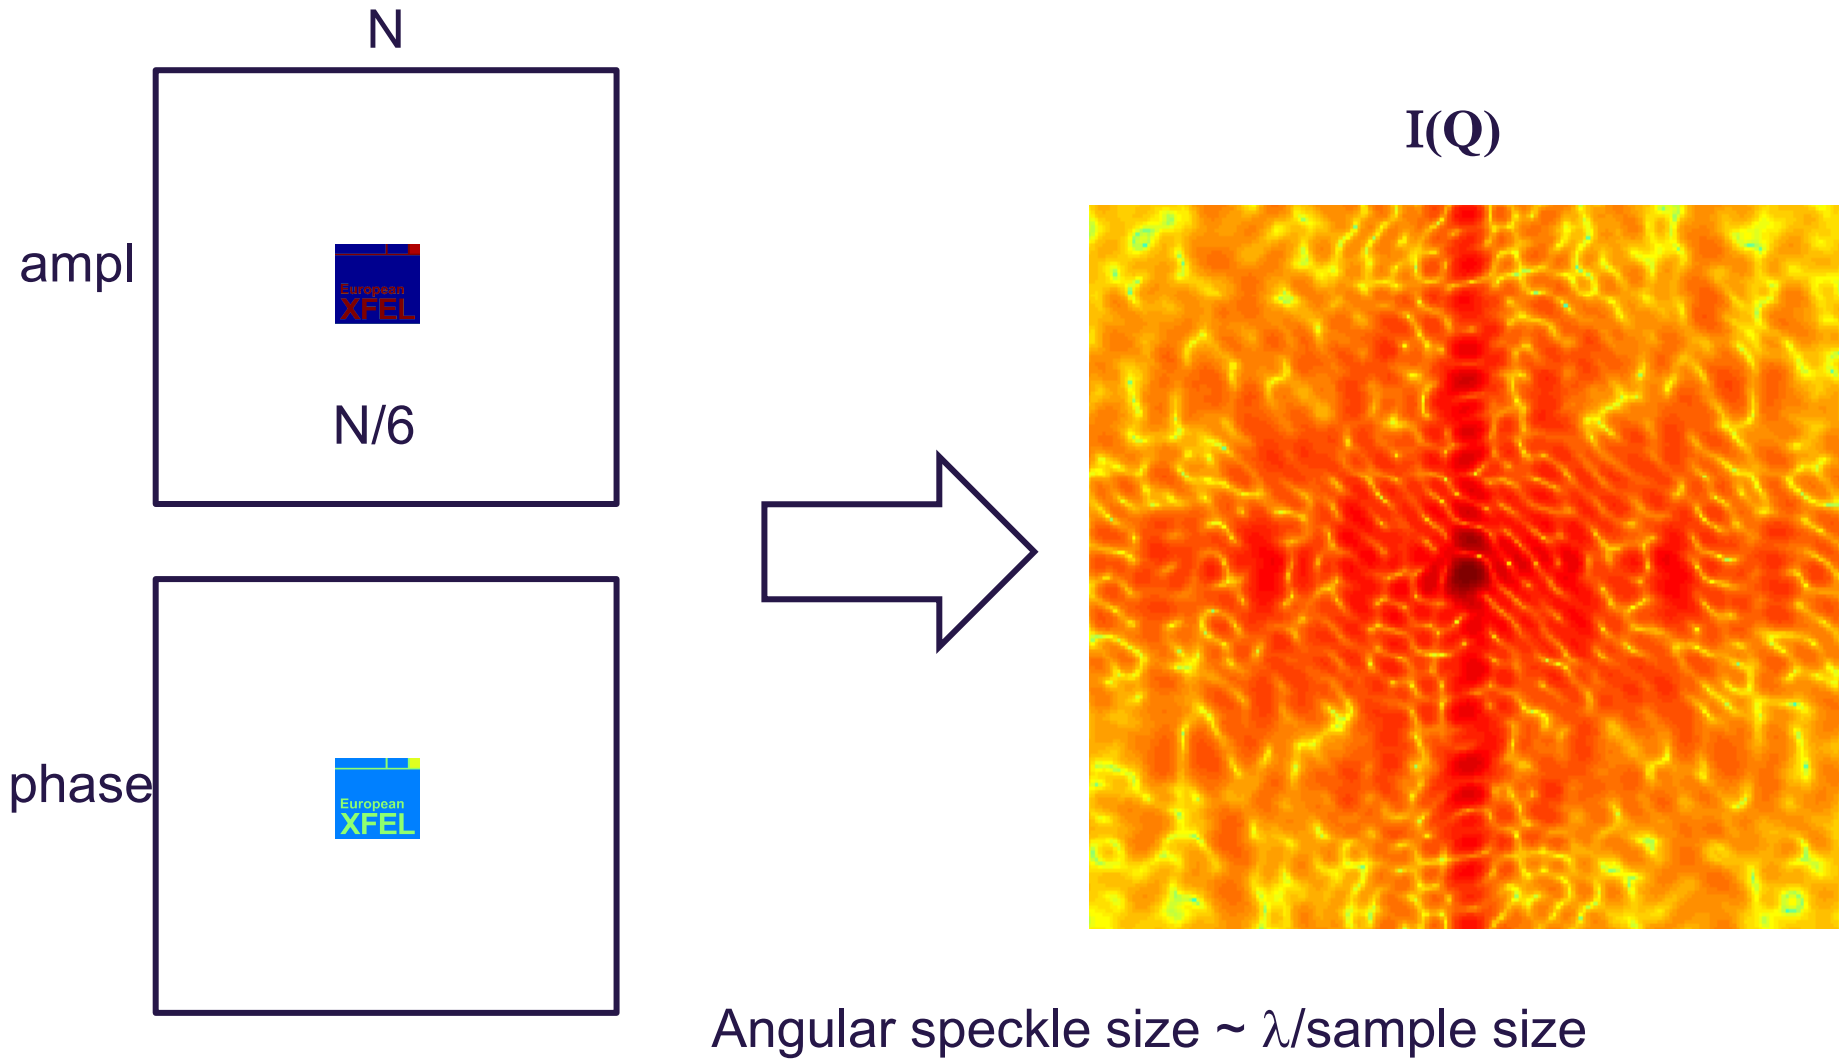 N
ampl
European
XFEL
N/6
I(Q)
phase
European
XFEL
Angular speckle size ~ λ/sample size